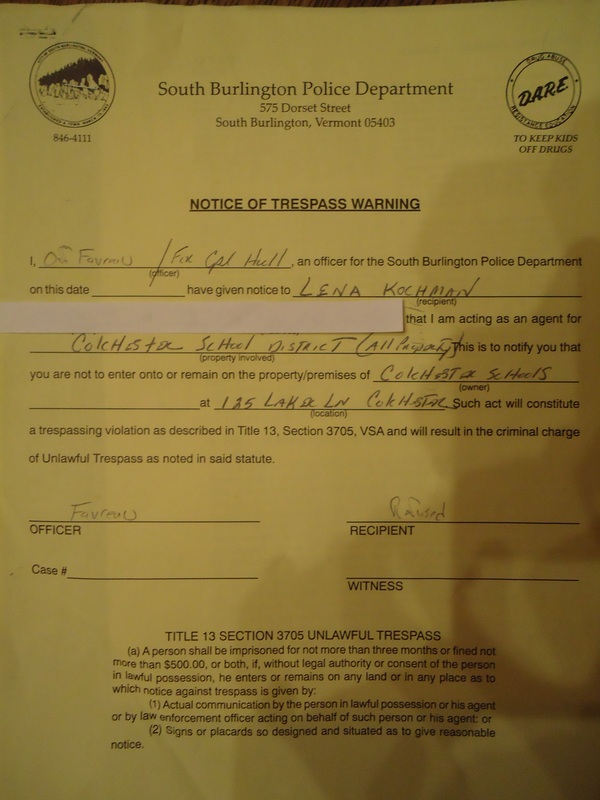 South Burlington Police Department
575 Dorset Street
South Burlington, Vermont 05403
846-4111
DRUG ABUSE
D.A.R.E.
RESISTANCE EDUCATION
TO KEEP KIDS
OFF DRUGS
NOTICE OF TRESPASS WARNING
I, Favreau / For Cpl Hull, an officer for the South Burlington Police Department
(officer)
on this date have given notice to LENA KOCHMAN
(recipient)
that I am acting as an agent for
COLCHESTER SCHOOL DISTRICT (All Property) This is to notify you that
(property involved)
you are not to enter onto or remain on the property/premises of COLCHESTER SCHOOLS
(owner)
at 125 LAKER LN COLCHESTER Such act will constitute
(location)
a trespassing violation as described in Title 13, Section 3705, VSA and will result in the criminal charge
of Unlawful Trespass as noted in said statute.
Favreau Refused
OFFICER RECIPIENT
Case #
WITNESS
TITLE 13 SECTION 3705 UNLAWFUL TRESPASS
(a) A person shall be imprisoned for not more than three months or fined not
more than $500.00, or both, if, without legal authority or consent of the person
in lawful possession, he enters or remains on any land or in any place as to
which notice against trespass is given by:
(1) Actual communication by the person in lawful possession or his agent
or by law enforcement officer acting on behalf of such person or his agent: or
(2) Signs or placards so designed and situated as to give reasonable
notice.